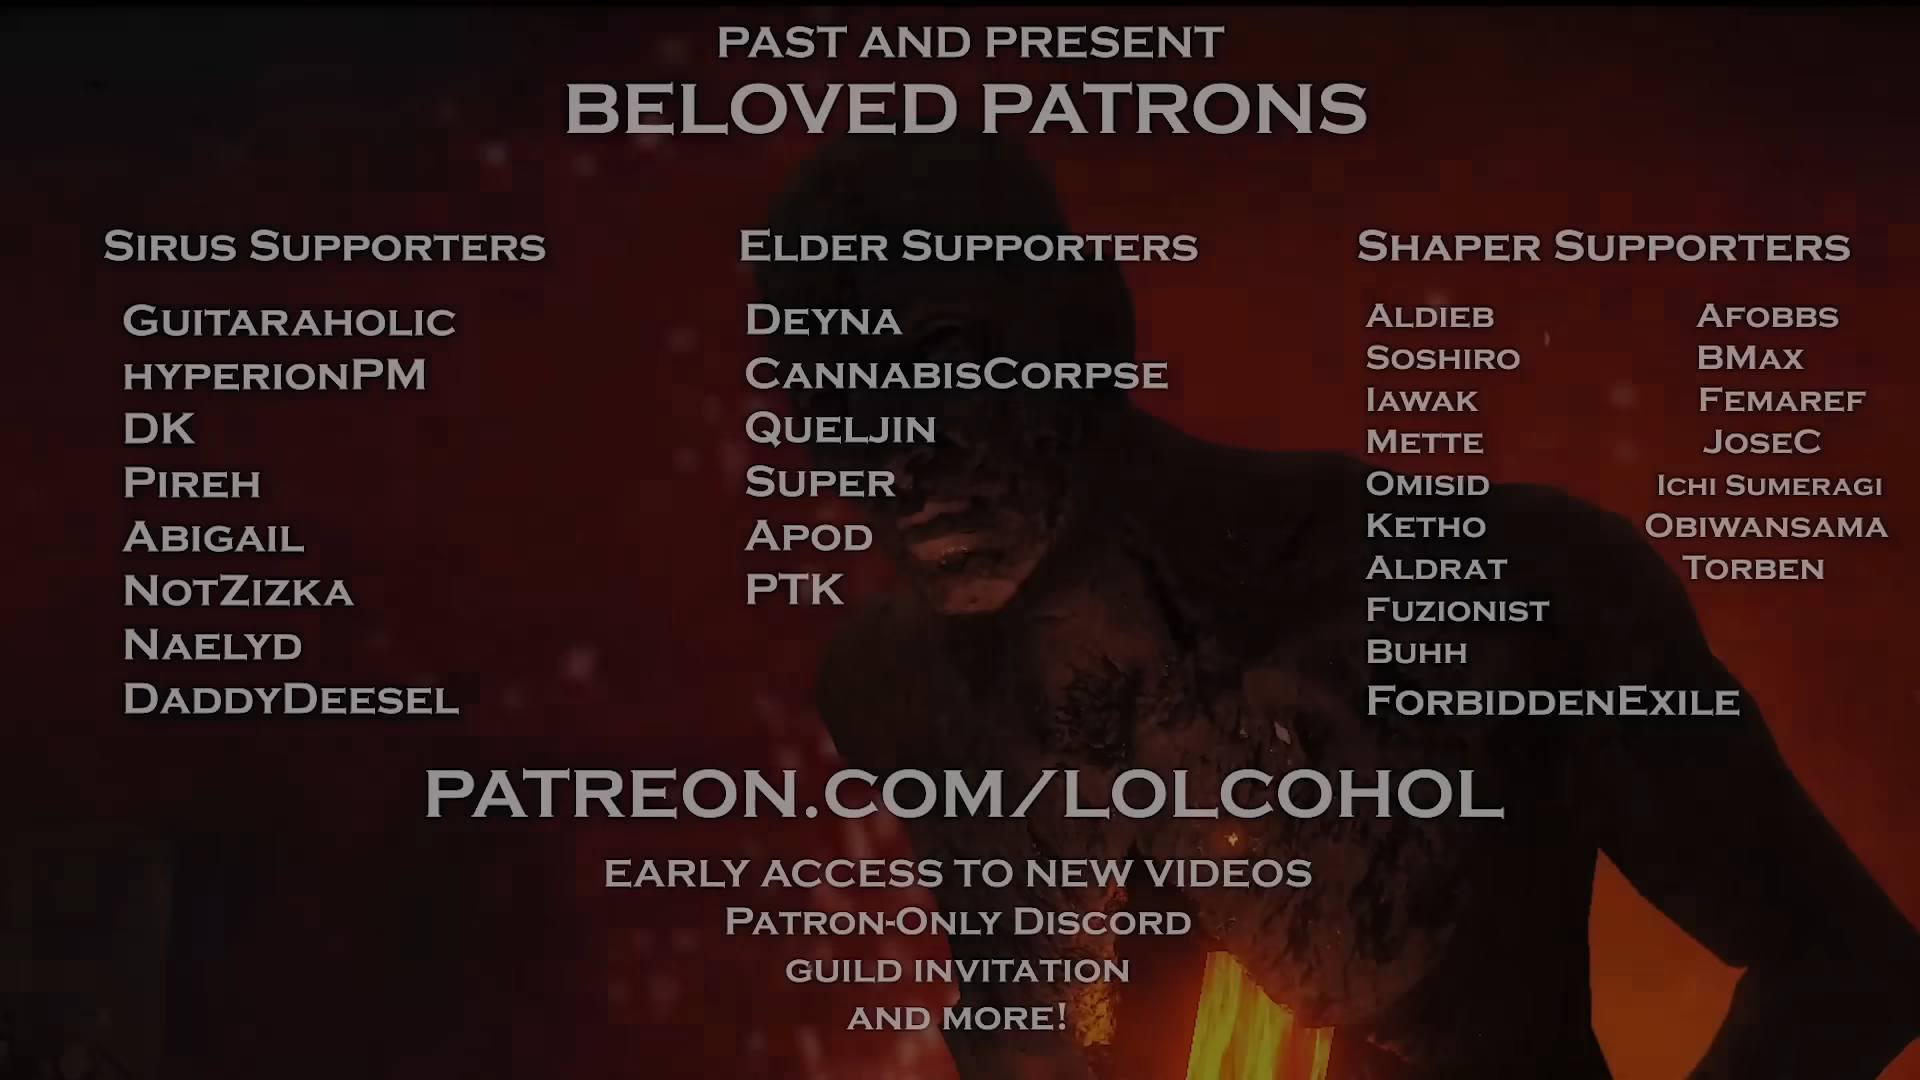 PAST AND PRESENT
BELOVED PATRONS
SIRUS SUPPORTERS
GUITARAHOLIC
HYPERIONPM
DK
PIREH
ABIGAIL
NOTZIZKA
NAELYD
DADDYDEESEL
ELDER SUPPORTERS
DEYNA
CANNABISCORPSE
QUELJIN
SUPER
APOD
PTK
SHAPER SUPPORTERS
ALDIEB
SOSHIRO
IAWAK
METTE
OMISID
KETHO
ALDRAT
FUZIONIST
BUHH
FORBIDDENEXILE
AFOBBS
BMAX
FEMAREF
JOSEC
ICHI SUMERAGI
OBIWANSAMA
TORBEN
PATREON.COM/LOLCOHOL
EARLY ACCESS TO NEW VIDEOS
PATRON-ONLY DISCORD
GUILD INVITATION
AND MORE!